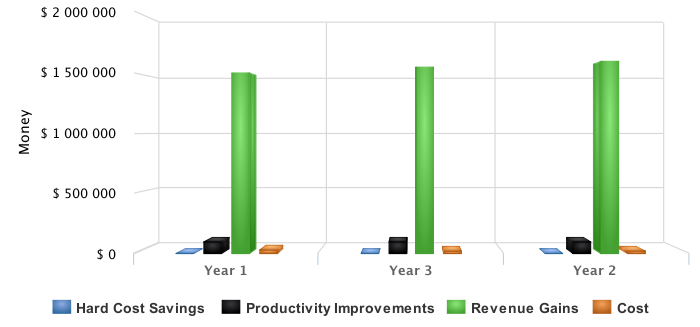 $ 2 000 000
$ 1 500 000
$ 1 000 000
$ 500 000
$ 0
Money
Year 1 Year 3 Year 2
Hard Cost Savings Productivity Improvements Revenue Gains Cost